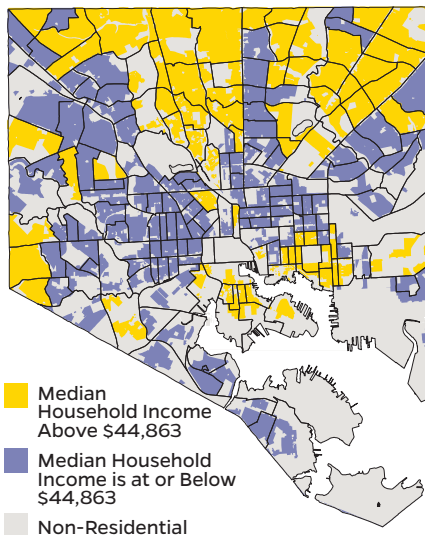 Median
Household Income
Above $44,863
Median Household
Income is at or Below
$44,863
Non-Residential